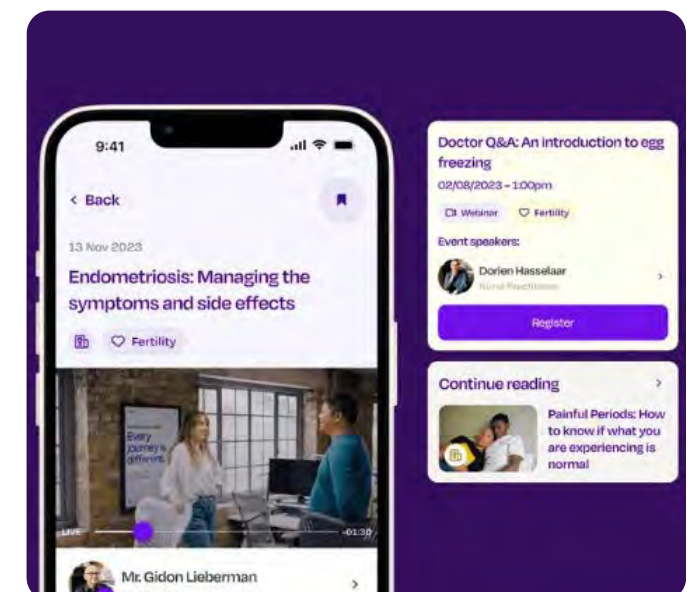 9:41
< Back
13 Nov 2023
Endometriosis: Managing the
symptoms and side effects
Fertility
Every
journey is
different.
LIVE
-01:30
Mr. Gidon Lieberman
Doctor Q&A: An introduction to egg
freezing
02/08/2023 – 1:00pm
Webinar
Fertility
Event speakers:
Dorien Hasselaar
Nurse Practitioner
Register
Continue reading
Painful Periods: How
to know if what you
are experiencing is
normal